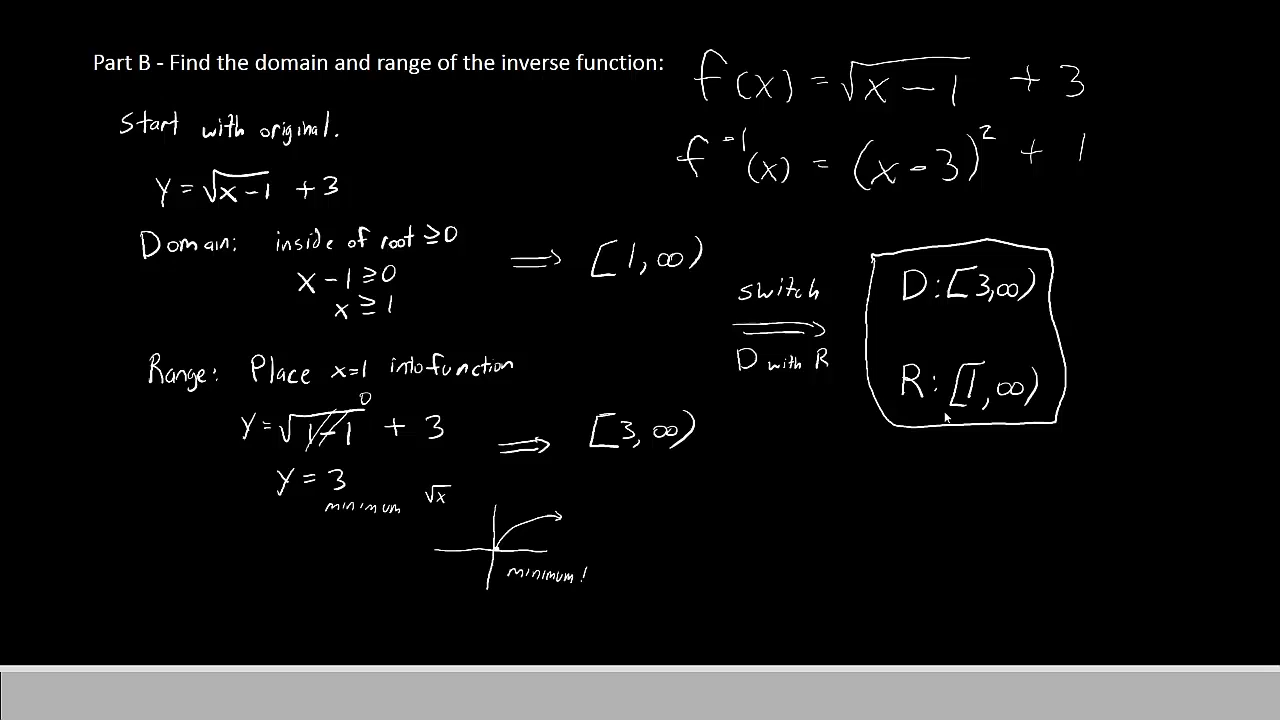 Part B - Find the domain and range of the inverse function:
f(x) = √x - 1 + 3
f⁻¹(x) = (x - 3)² + 1
Start with original.
Y = √x - 1 + 3
Domain: inside of root ≥ 0 ⟹ [1, ∞)
x - 1 ≥ 0
x ≥ 1
switch
D with R
D: [3, ∞)
R: [1, ∞)
Range: Place x=1 into function
0
Y = √1 - 1 + 3 ⟹ [3, ∞)
Y = 3
minimum
√x
minimum!